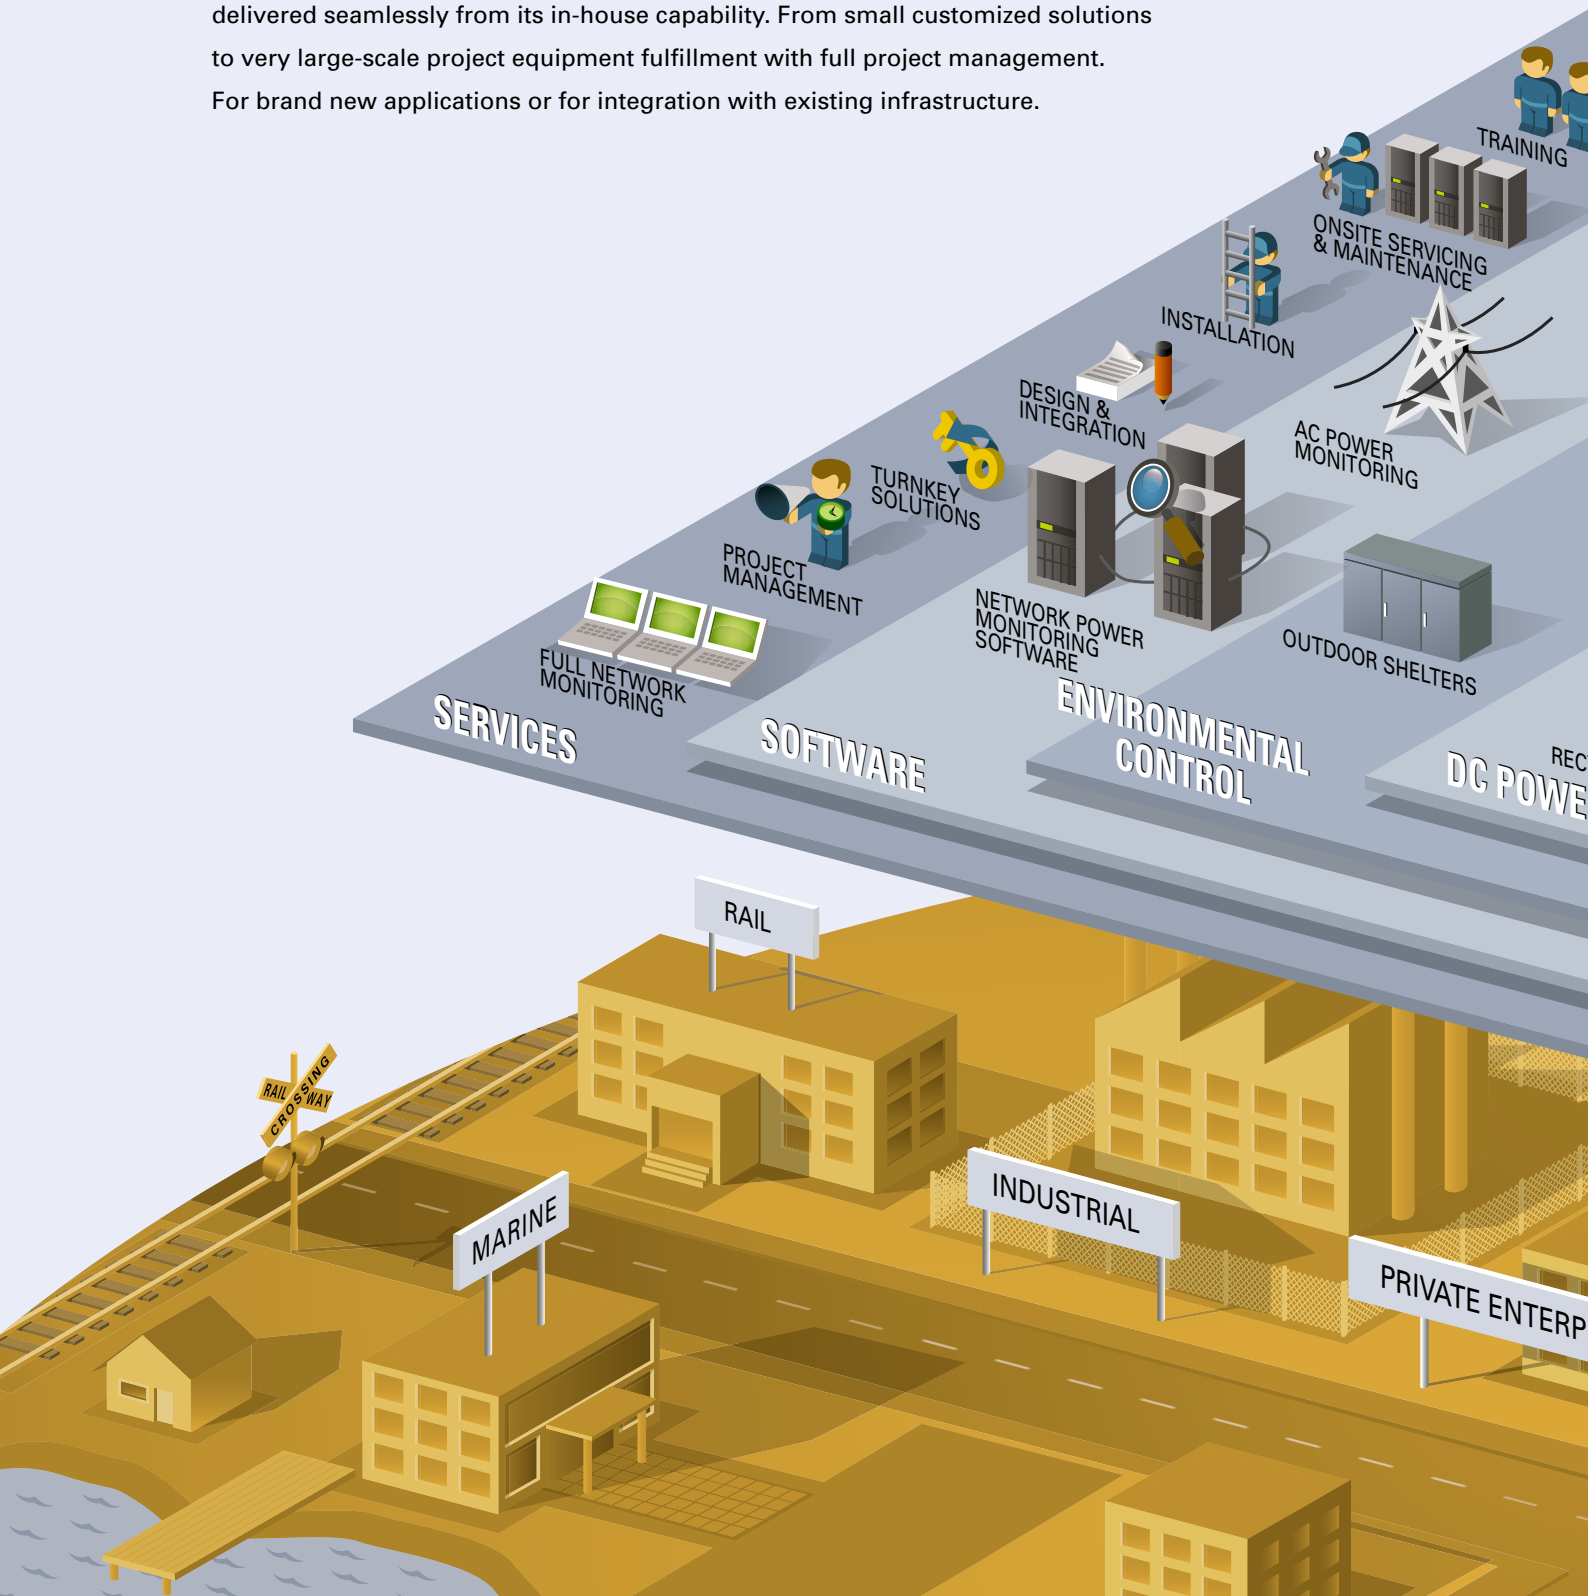 delivered seamlessly from its in-house capability. From small customized solutions
to very large-scale project equipment fulfillment with full project management.
For brand new applications or for integration with existing infrastructure.
TRAINING
ONSITE SERVICING
& MAINTENANCE
INSTALLATION
DESIGN &
INTEGRATION
AC POWER
MONITORING
TURNKEY
SOLUTIONS
PROJECT
MANAGEMENT
NETWORK POWER
MONITORING
SOFTWARE
OUTDOOR SHELTERS
FULL NETWORK
MONITORING
SERVICES
SOFTWARE
ENVIRONMENTAL
CONTROL
REC
DC POWE
RAIL
RAIL WAY
CROSSING
MARINE
INDUSTRIAL
PRIVATE ENTERP